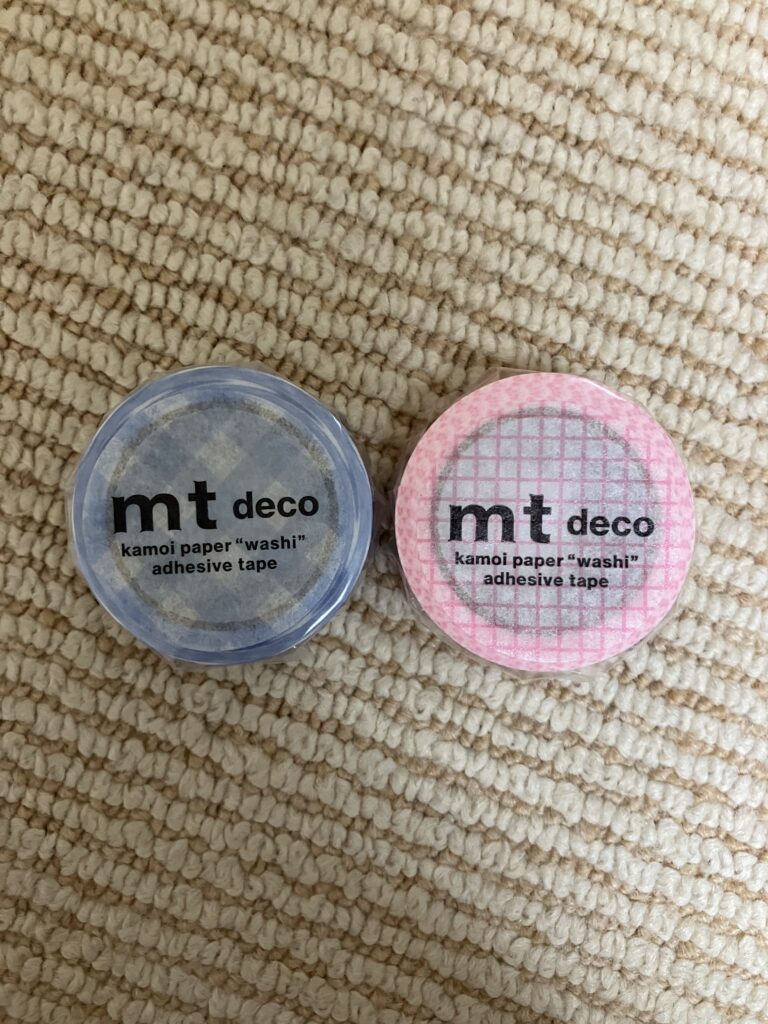 mt deco
kamoi paper “washi”
adhesive tape
mt deco
kamoi paper “washi”
adhesive tape